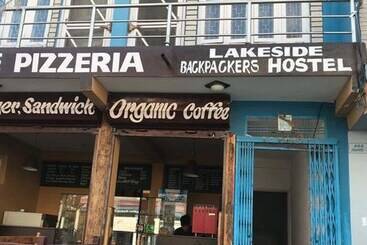 PIZZERIA
LAKESIDE
BACKPACKERS HOSTEL
Sandwich
Organic Coffee